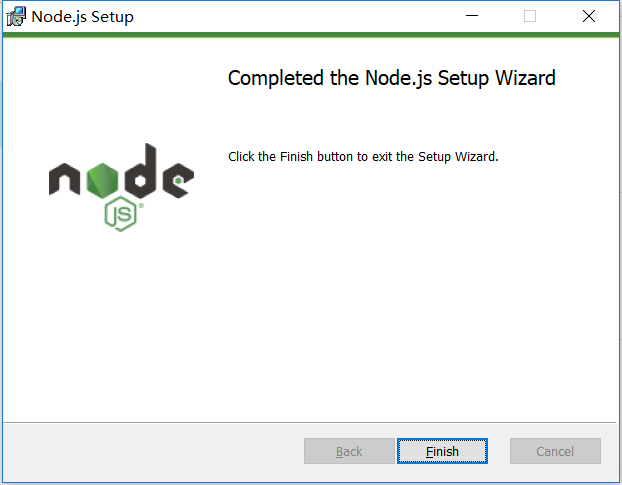 Node.js Setup
Completed the Node.js Setup Wizard
Click the Finish button to exit the Setup Wizard.
node
JS
Back
Finish
Cancel